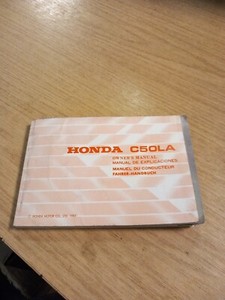 HONDA C50LA
OWNER'S MANUAL
MANUAL DE EXPLICACIONES
MANUEL DU CONDUCTEUR
FAHRER-HANDBUCH